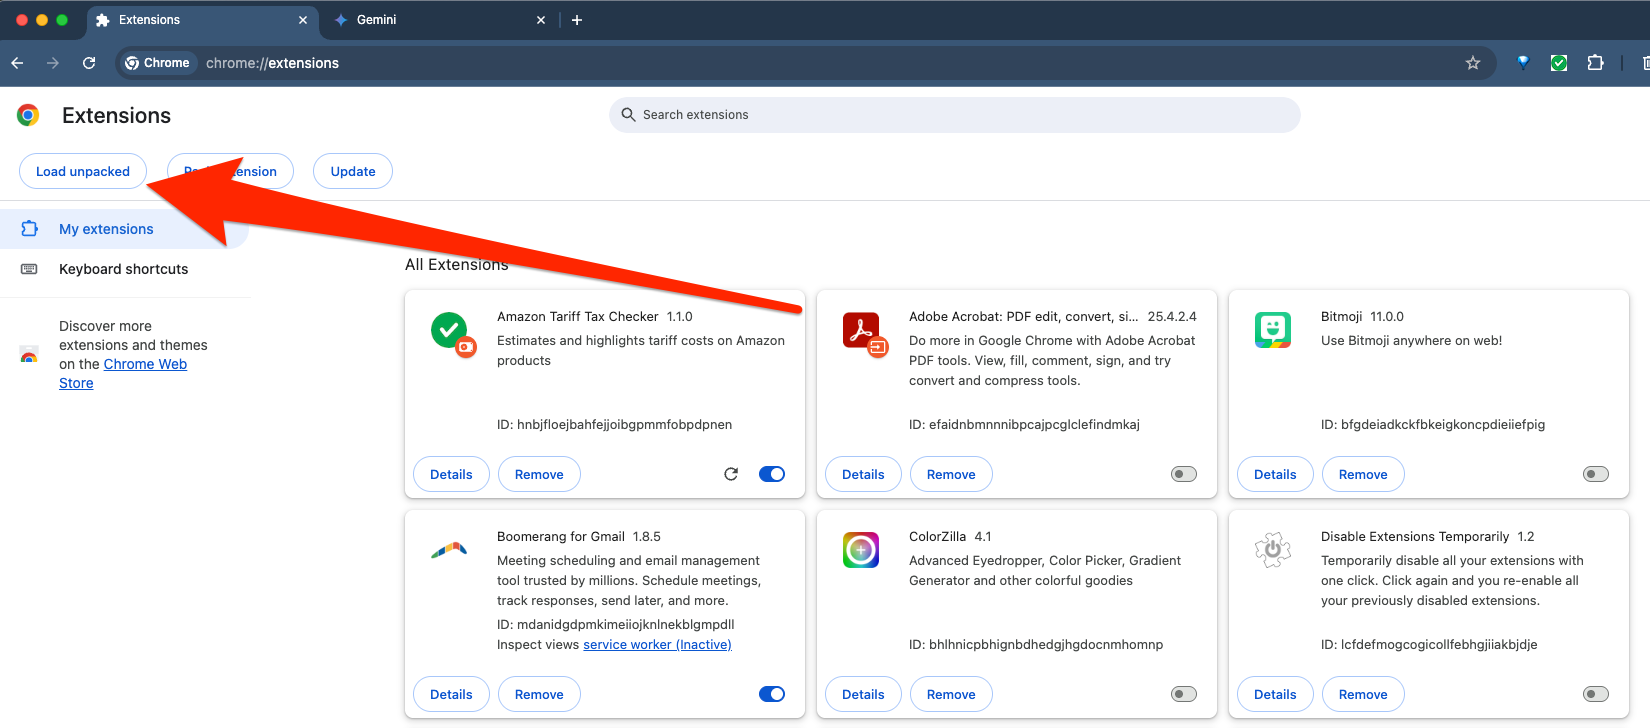 Extensions
Gemini
Chrome
chrome://extensions
Extensions
Search extensions
Load unpacked
Update
My extensions
Keyboard shortcuts
Discover more
extensions and themes
on the Chrome Web
Store
All Extensions
Amazon Tariff Tax Checker 1.1.0
Estimates and highlights tariff costs on Amazon
products
ID: hnbjfloejbahfejjoibgpmmfobpdpnen
Details
Remove
Adobe Acrobat: PDF edit, convert, si... 25.4.2.4
Do more in Google Chrome with Adobe Acrobat
PDF tools. View, fill, comment, sign, and try
convert and compress tools.
ID: efaidnbmnnnibpcajpcglclefindmkaj
Details
Remove
Bitmoji 11.0.0
Use Bitmoji anywhere on web!
ID: bfgdeiadkckfbkeigkoncpdieiiefpig
Details
Remove
Boomerang for Gmail 1.8.5
Meeting scheduling and email management
tool trusted by millions. Schedule meetings,
track responses, send later, and more.
ID: mdanidgdpmkimeiiojknlnekblgmpdll
Inspect views service worker (Inactive)
Details
Remove
ColorZilla 4.1
Advanced Eyedropper, Color Picker, Gradient
Generator and other colorful goodies
ID: bhlhnicpbhignbdhedgjhgdocnmhomnp
Details
Remove
Disable Extensions Temporarily 1.2
Temporarily disable all your extensions with
one click. Click again and you re-enable all
your previously disabled extensions.
ID: lcfdefmogcogicollfebhgjiiakbjdje
Details
Remove